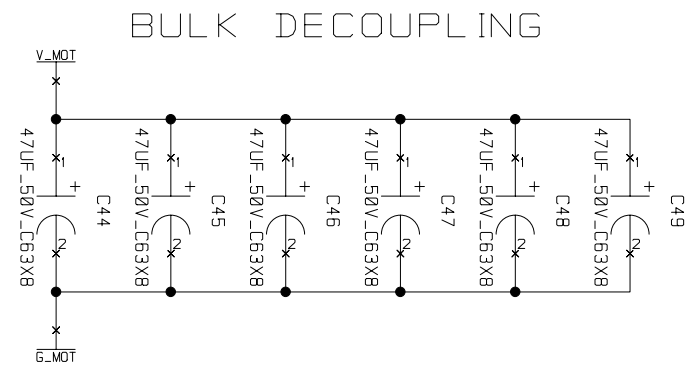 BULK DECOUPLING
V_MOT
47UF_50V_C63X8
1
+
2
C44
47UF_50V_C63X8
1
+
2
C45
47UF_50V_C63X8
1
+
2
C46
47UF_50V_C63X8
1
+
2
C47
47UF_50V_C63X8
1
+
2
C48
47UF_50V_C63X8
1
+
2
C49
G_MOT